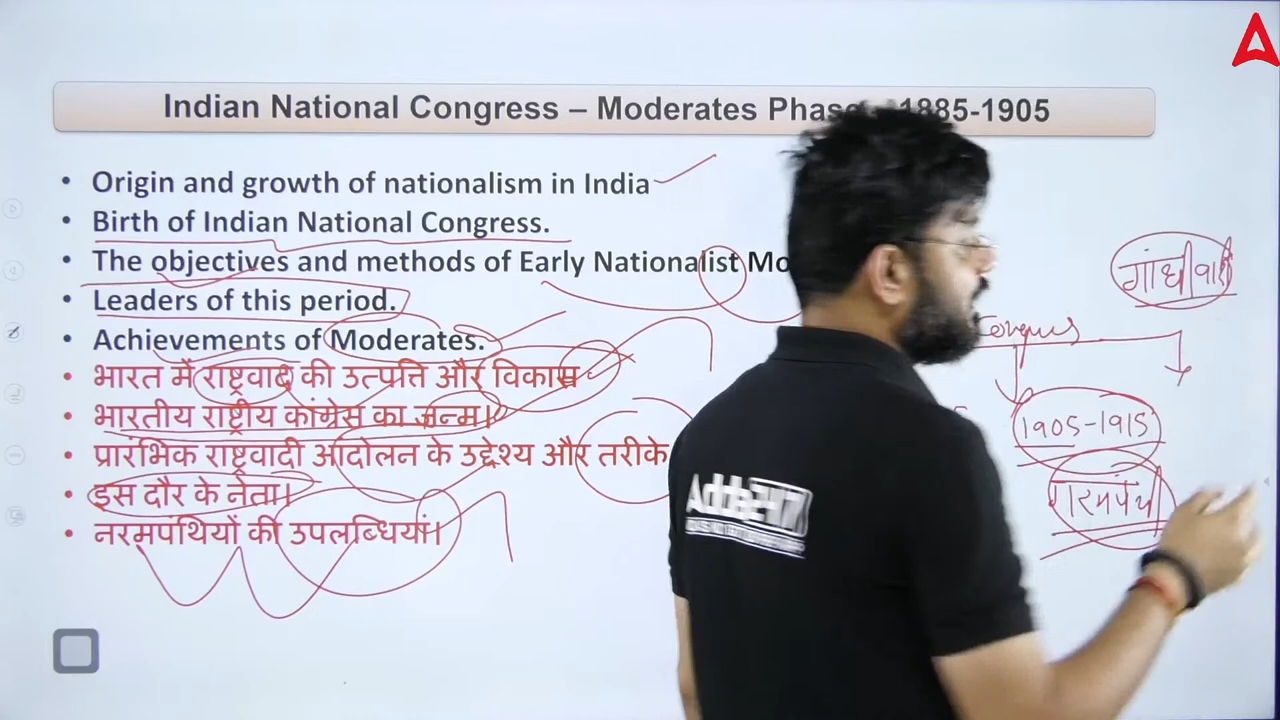 Indian National Congress – Moderates Phase 1885-1905
• Origin and growth of nationalism in India
• Birth of Indian National Congress.
• The objectives and methods of Early Nationalist Mo
• Leaders of this period.
• Achievements of Moderates.
• भारत में राष्ट्रवाद की उत्पत्ति और विकास
• भारतीय राष्ट्रीय कांग्रेस का जन्म।
• प्रारंभिक राष्ट्रवादी आंदोलन के उद्देश्य और तरीके
• इस दौर के नेता।
• नरमपंथियों की उपलब्धियां।
गांधीवादी
1905-1915
गरमपंथी
Adda247